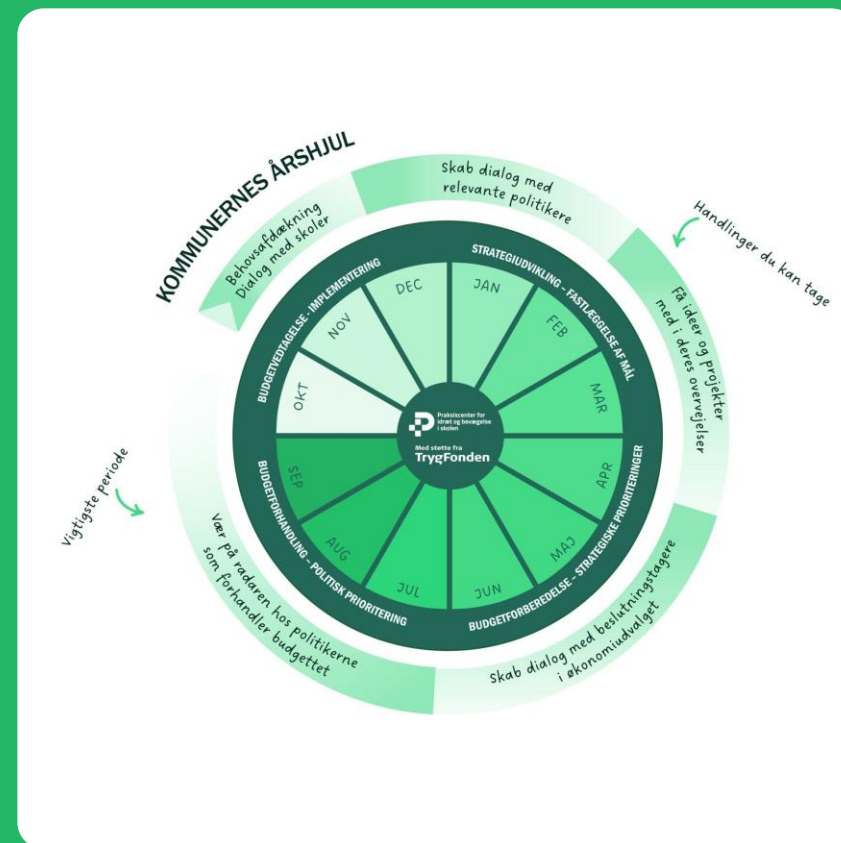 KOMMUNERNES ÅRSHJUL
Behovsafdækning
Dialog med skoler
Skab dialog med
relevante politikere
Handlinger du kan tage
Få ideer og projekter
med i deres overvejelser
Skab dialog med beslutningstagere
i økonomiudvalget
Vær på radaren hos politikerne
som forhandler budgettet
Vigtigste periode
BUDGETVEDTAGELSE - IMPLEMENTERING
STRATEGIUDVIKLING – FASTLÆGGELSE AF MÅL
BUDGETFORBEREDELSE – STRATEGISKE PRIORITERINGER
BUDGETFORHANDLING – POLITISK PRIORITERING
JAN
FEB
MAR
APR
MAJ
JUN
JUL
AUG
SEP
OKT
NOV
DEC
Praksiscenter for
idræt og bevægelse
i skolen
Med støtte fra
TrygFonden